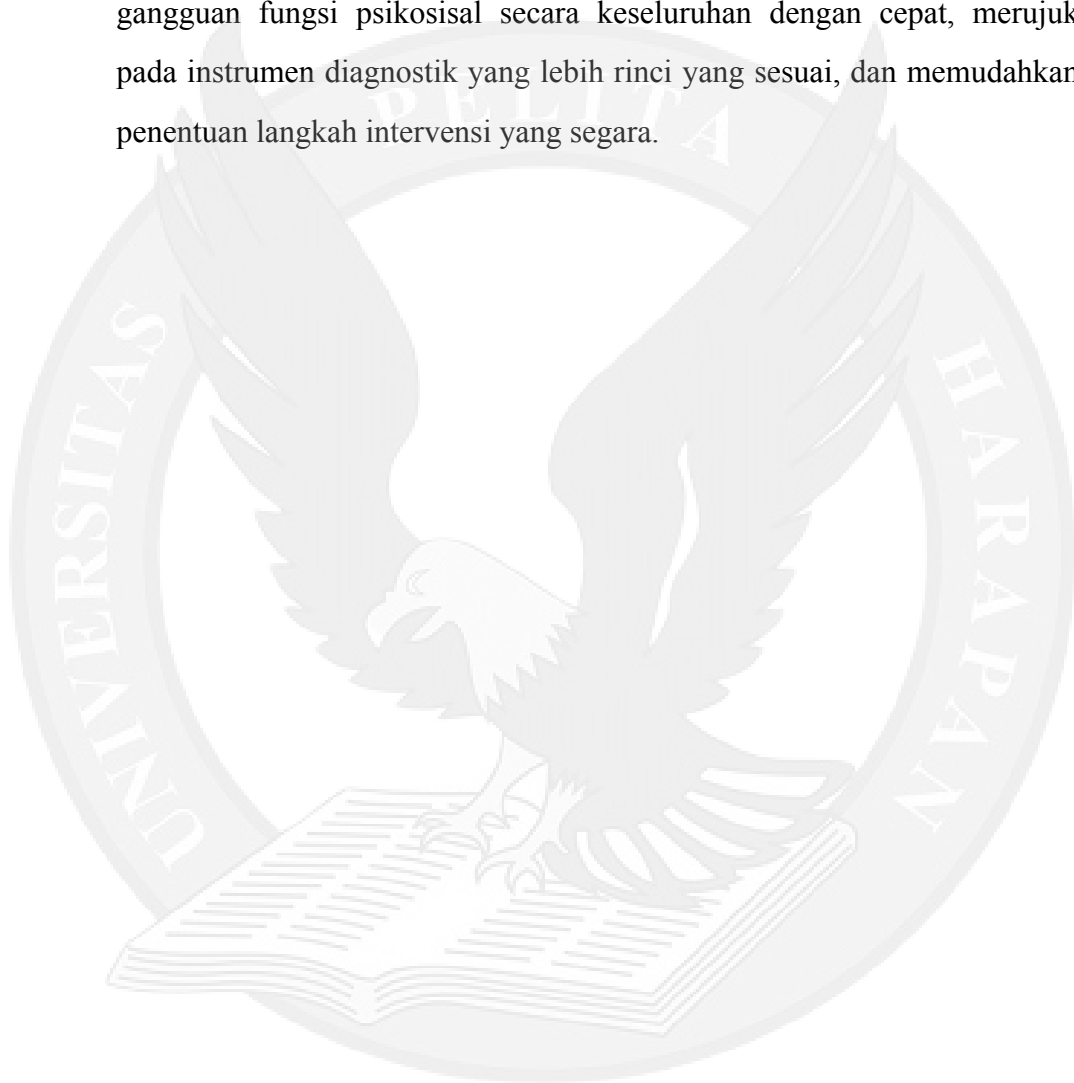 gangguan fungsi psikosisal secara keseluruhan dengan cepat, merujuk
pada instrumen diagnostik yang lebih rinci yang sesuai, dan memudahkan
penentuan langkah intervensi yang segara.
UNIVERSITAS PELITA HARAPAN